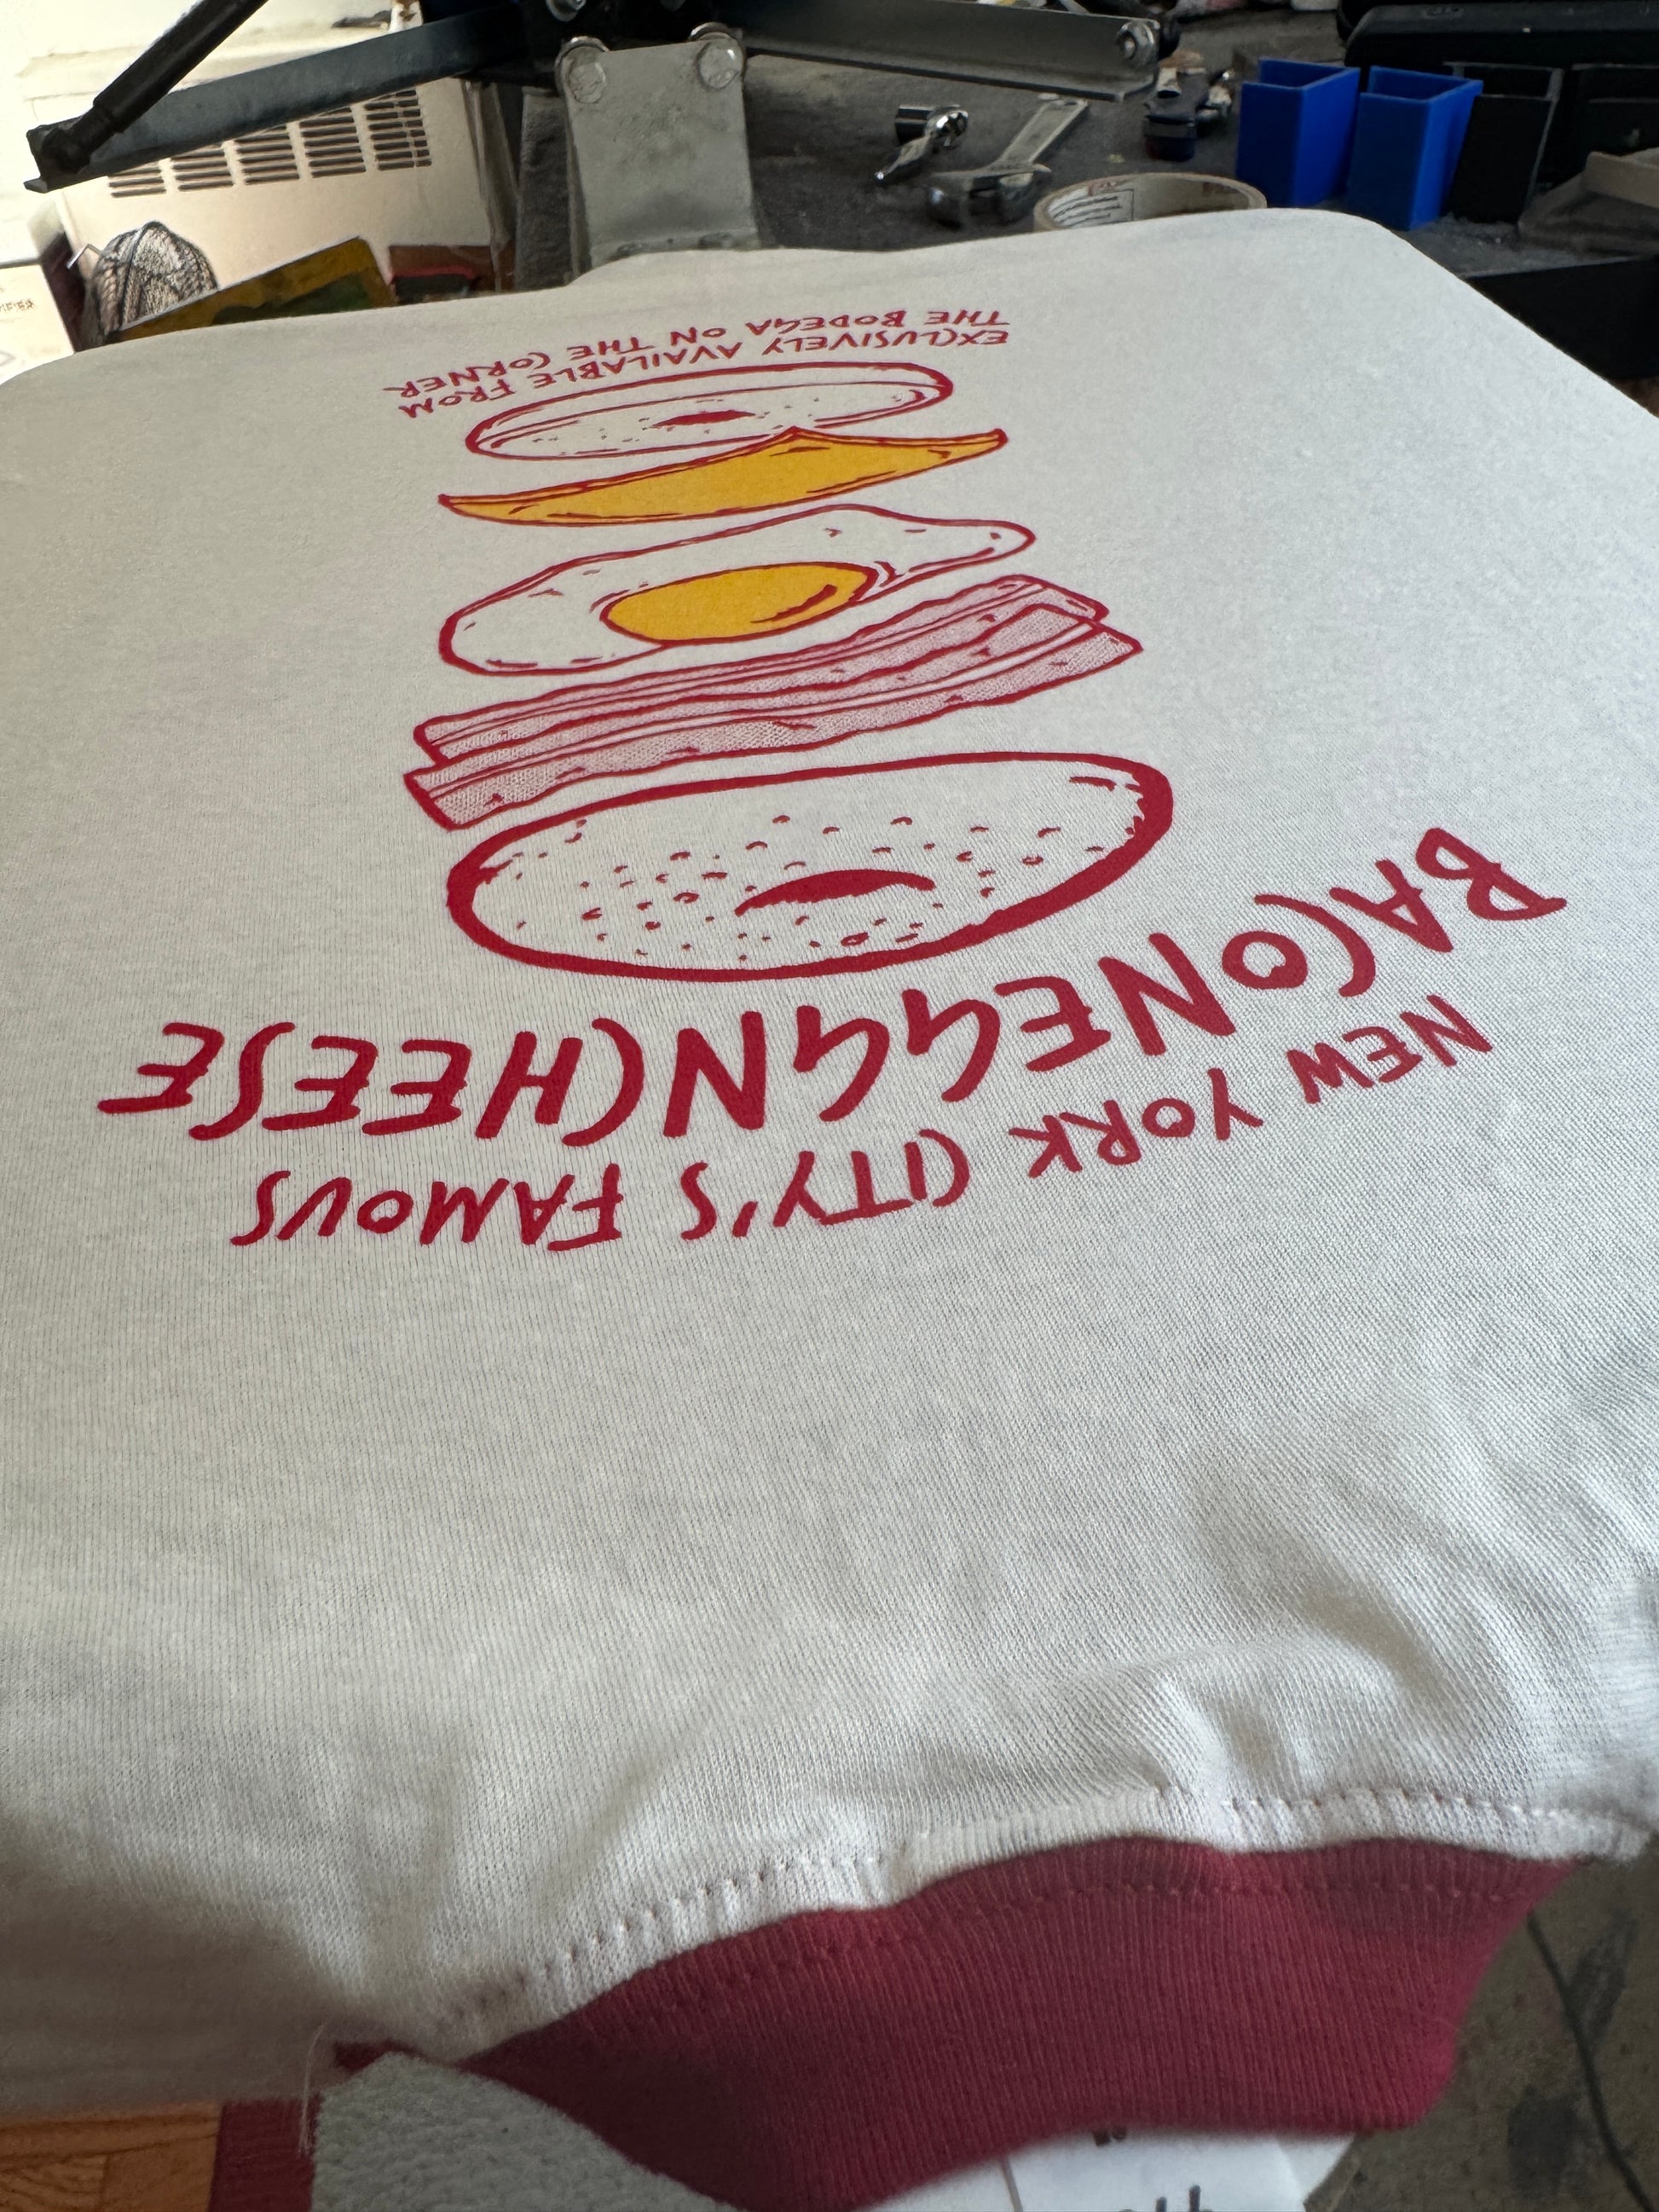 NEW YORK CITY'S FAMOUS
BACONEGGNCHEESE
EXCLUSIVELY AVAILABLE FROM
THE BODEGA ON THE CORNER